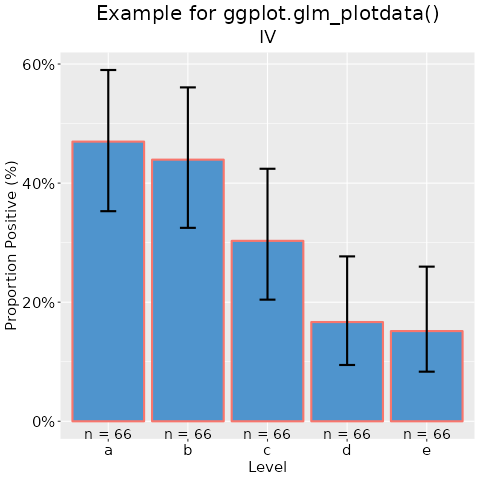 Example for ggplot.glm_plotdata()
IV
Proportion Positive (%)
60%
40%
20%
0%
n = 66 n = 66 n = 66 n = 66 n = 66
a b c d e
Level